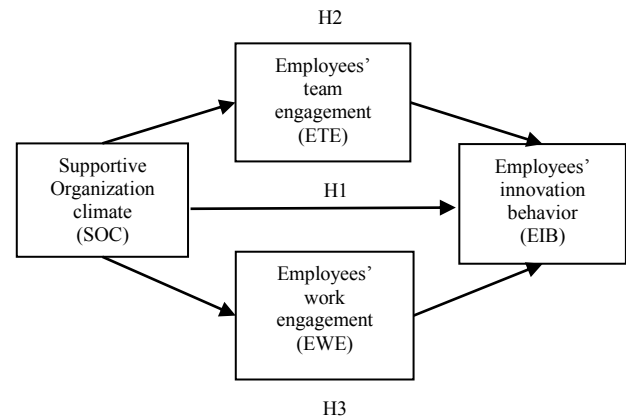 H2
Employees'
team
engagement
(ETE)
Supportive
Organization
climate
(SOC)
H1
Employees'
innovation
behavior
(EIB)
Employees'
work
engagement
(EWE)
H3